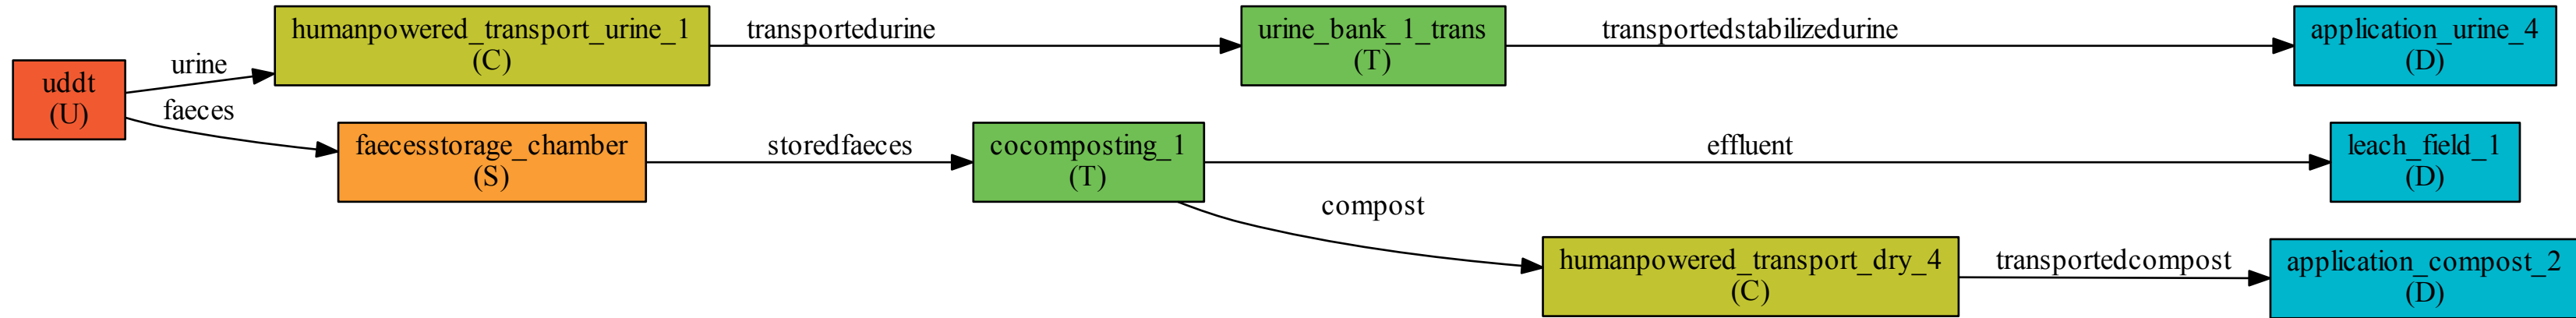 humanpowered_transport_urine_1
(C)
transportedurine
urine_bank_1_trans
(T)
transportedstabilizedurine
application_urine_4
(D)
uddt
(U)
urine
faeces
faecesstorage_chamber
(S)
storedfaeces
cocomposting_1
(T)
effluent
leach_field_1
(D)
compost
humanpowered_transport_dry_4
(C)
transportedcompost
application_compost_2
(D)